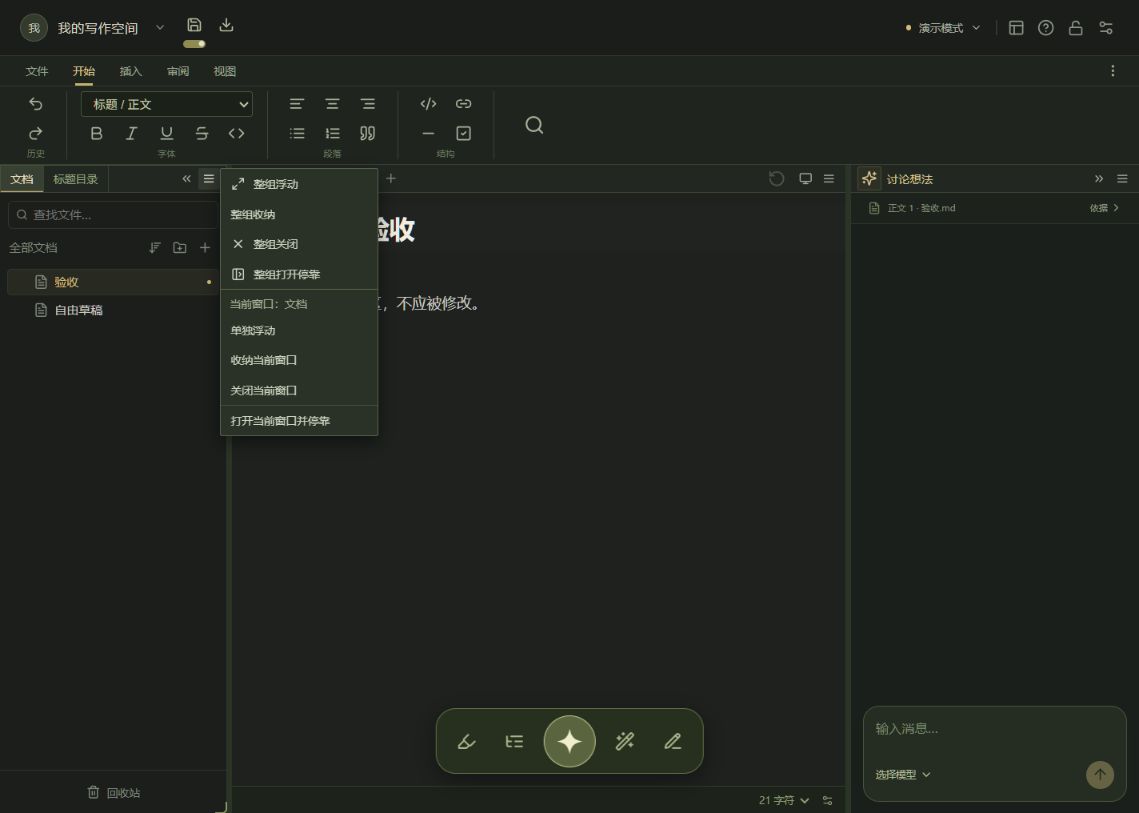 我 我的写作空间
演示模式
文件 开始 插入 审阅 视图
标题 / 正文
历史 字体 段落 结构
文档 标题目录
讨论想法
查找文件...
正文 1 · 验收.md 依据
全部文档
验收
自由草稿
整组浮动
整组收纳
整组关闭
整组打开停靠
当前窗口：文档
单独浮动
收纳当前窗口
关闭当前窗口
打开当前窗口并停靠
验收
，不应被修改。
输入消息...
选择模型
回收站
21 字符